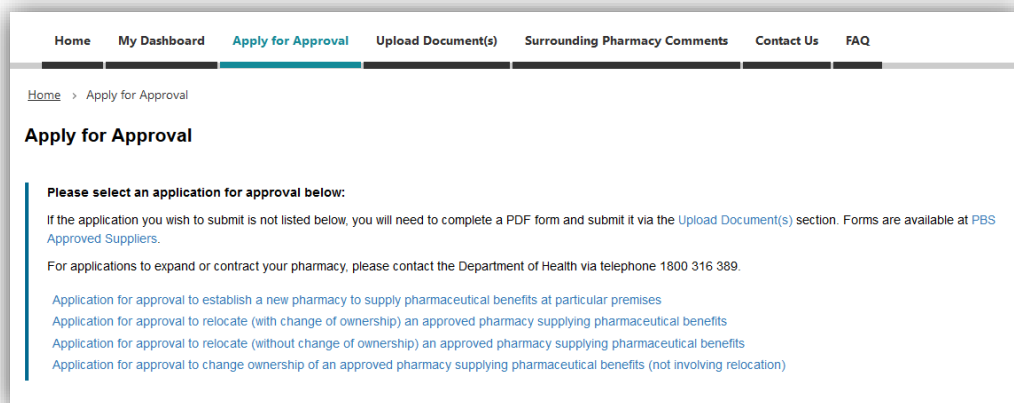 Home My Dashboard Apply for Approval Upload Document(s) Surrounding Pharmacy Comments Contact Us FAQ
Home > Apply for Approval
Apply for Approval
Please select an application for approval below:
If the application you wish to submit is not listed below, you will need to complete a PDF form and submit it via the Upload Document(s) section. Forms are available at PBS
Approved Suppliers.
For applications to expand or contract your pharmacy, please contact the Department of Health via telephone 1800 316 389.
Application for approval to establish a new pharmacy to supply pharmaceutical benefits at particular premises
Application for approval to relocate (with change of ownership) an approved pharmacy supplying pharmaceutical benefits
Application for approval to relocate (without change of ownership) an approved pharmacy supplying pharmaceutical benefits
Application for approval to change ownership of an approved pharmacy supplying pharmaceutical benefits (not involving relocation)